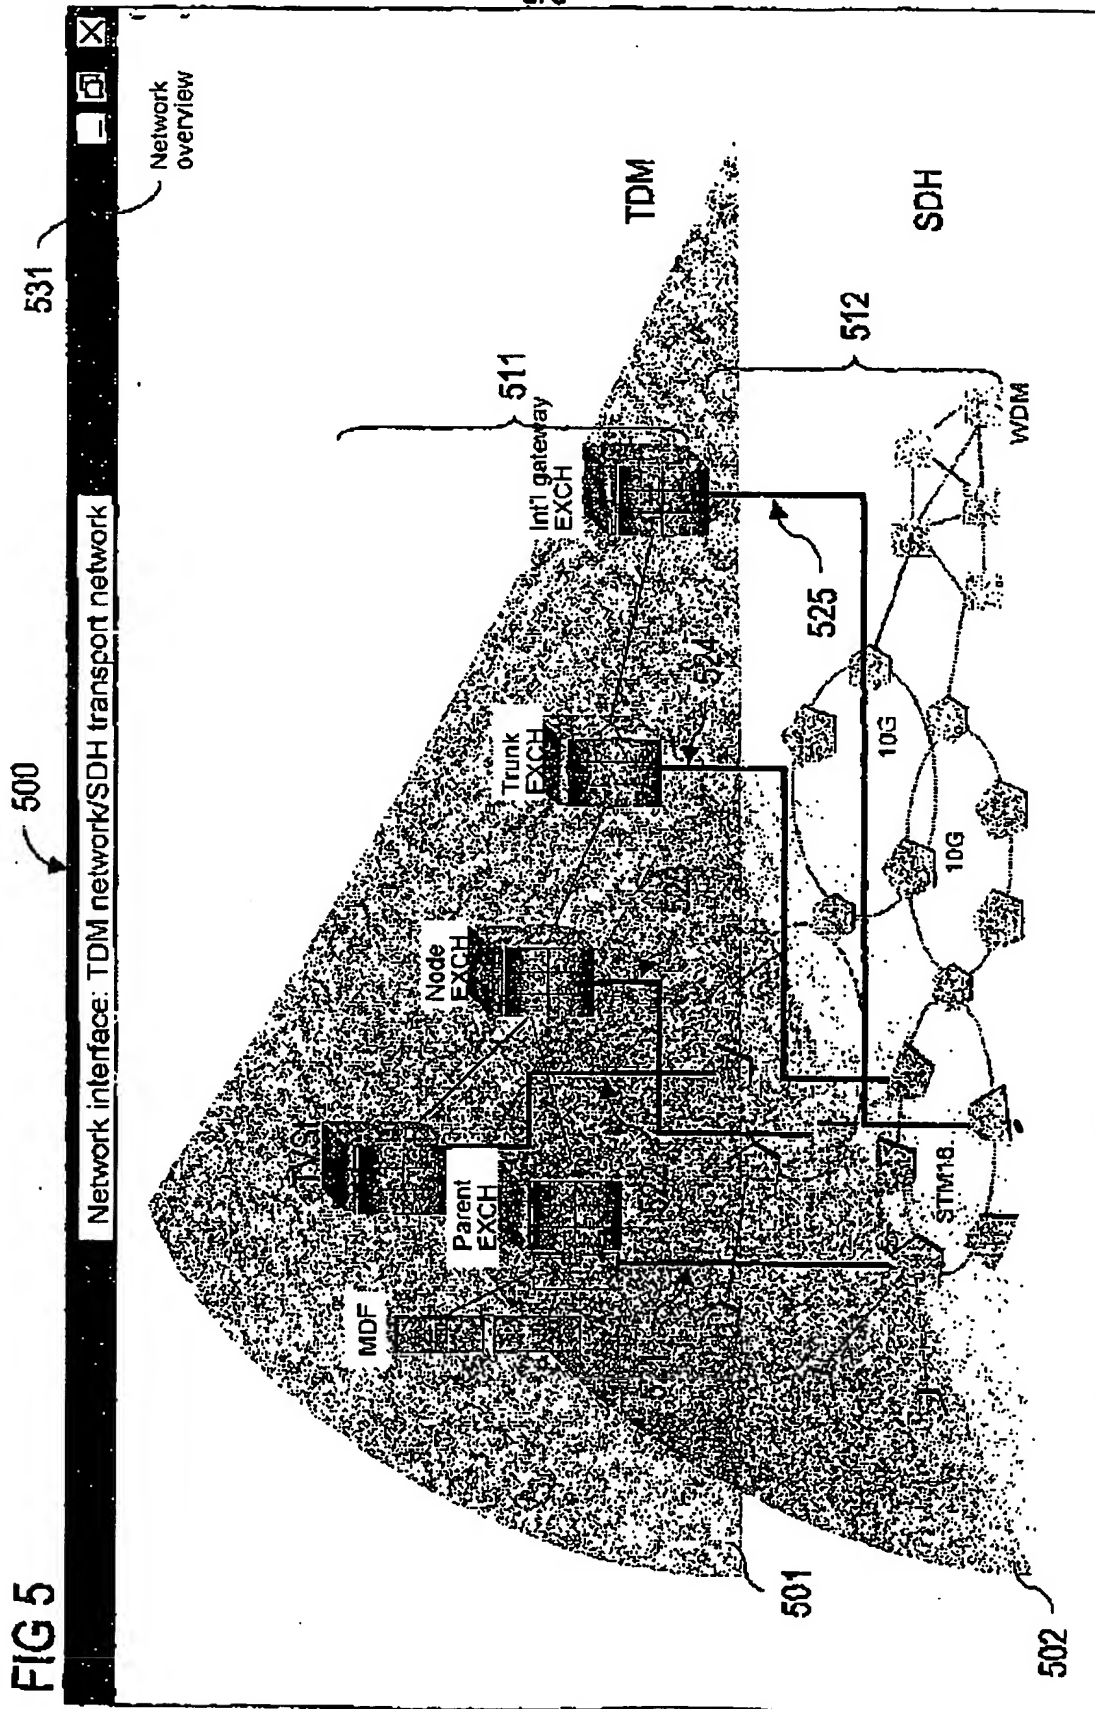 FIG 5
500
531
Network interface: TDM network/SDH transport network
Network
overview
511
MDF
Parent
EXCH
Node
EXCH
Trunk
EXCH
Int'l gateway
EXCH
TDM
524
525
501
512
SDH
10G
10G
STM16
WDM
502